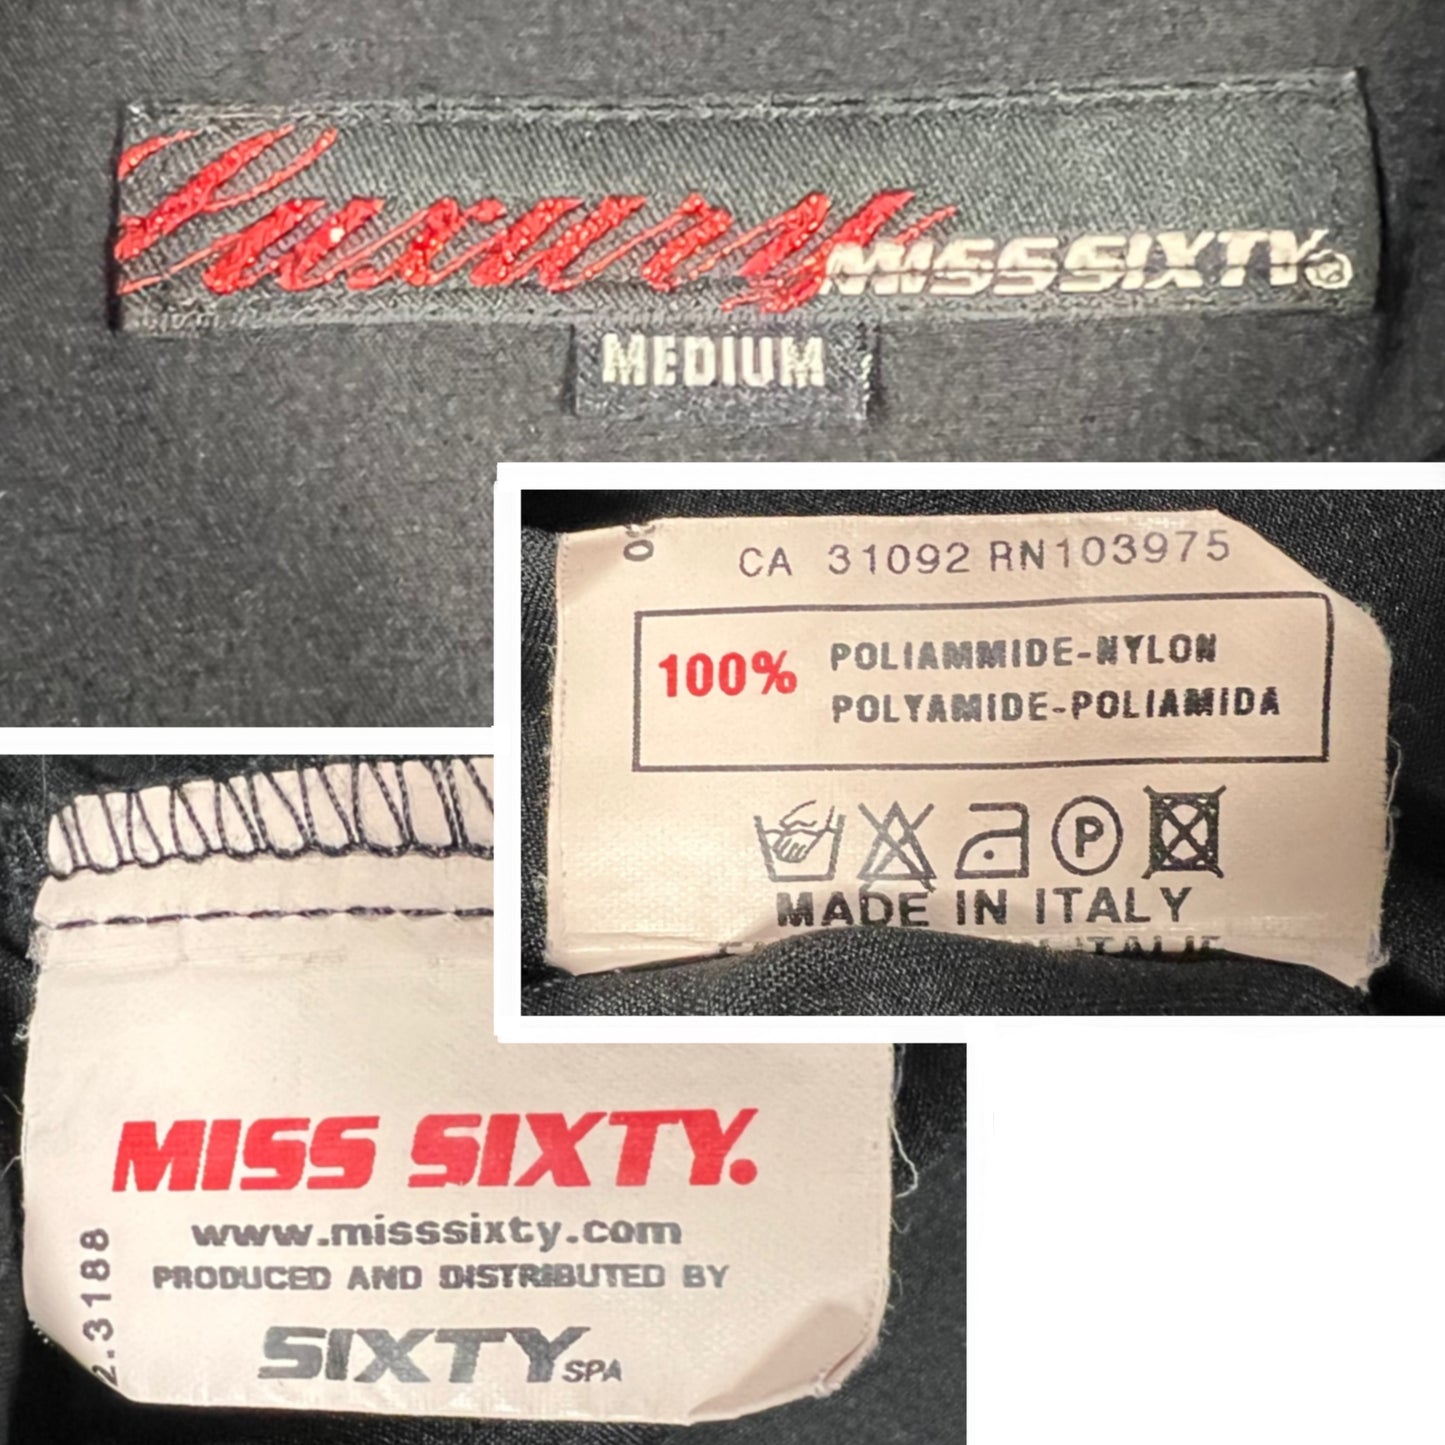 Luxury MISS SIXTY
MEDIUM
CA 31092 RN103975
100% POLIAMMIDE-NYLON
POLYAMIDE-POLIAMIDA
P
MADE IN ITALY
ITALIE
MISS SIXTY.
www.misssixty.com
PRODUCED AND DISTRIBUTED BY
SIXTY SPA
2.3188